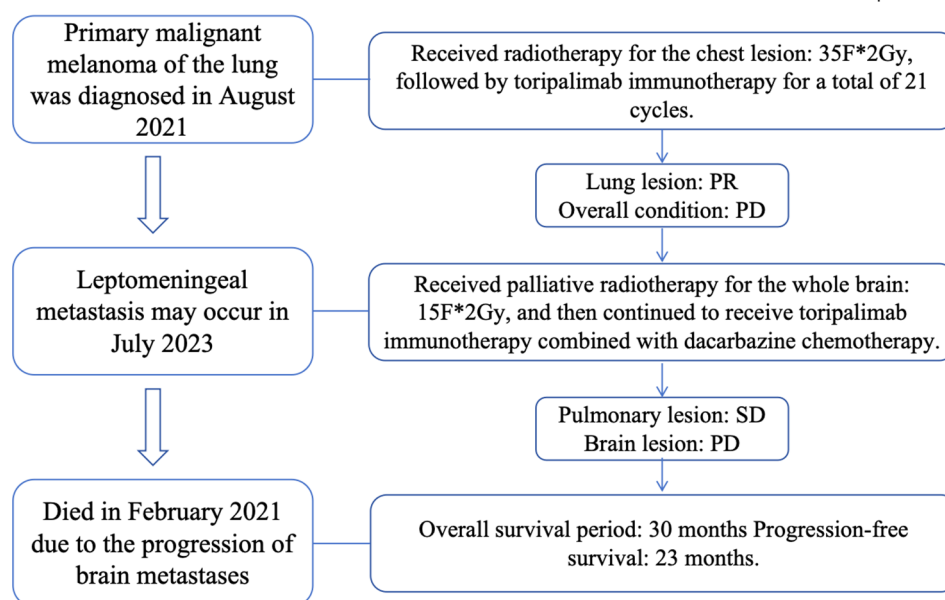 Primary malignant
melanoma of the lung
was diagnosed in August
2021
Received radiotherapy for the chest lesion: 35F*2Gy,
followed by toripalimab immunotherapy for a total of 21
cycles.
Lung lesion: PR
Overall condition: PD
Leptomeningeal
metastasis may occur in
July 2023
Received palliative radiotherapy for the whole brain:
15F*2Gy, and then continued to receive toripalimab
immunotherapy combined with dacarbazine chemotherapy.
Pulmonary lesion: SD
Brain lesion: PD
Died in February 2021
due to the progression of
brain metastases
Overall survival period: 30 months Progression-free
survival: 23 months.